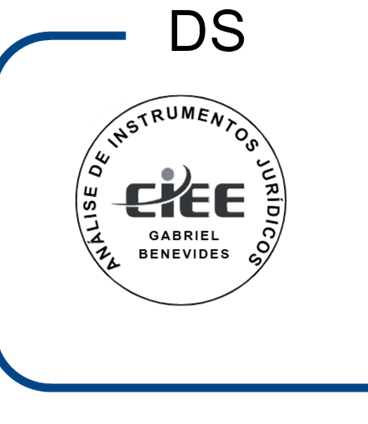 DS
ANÁLISE DE INSTRUMENTOS JURÍDICOS
CIEE
GABRIEL
BENEVIDES